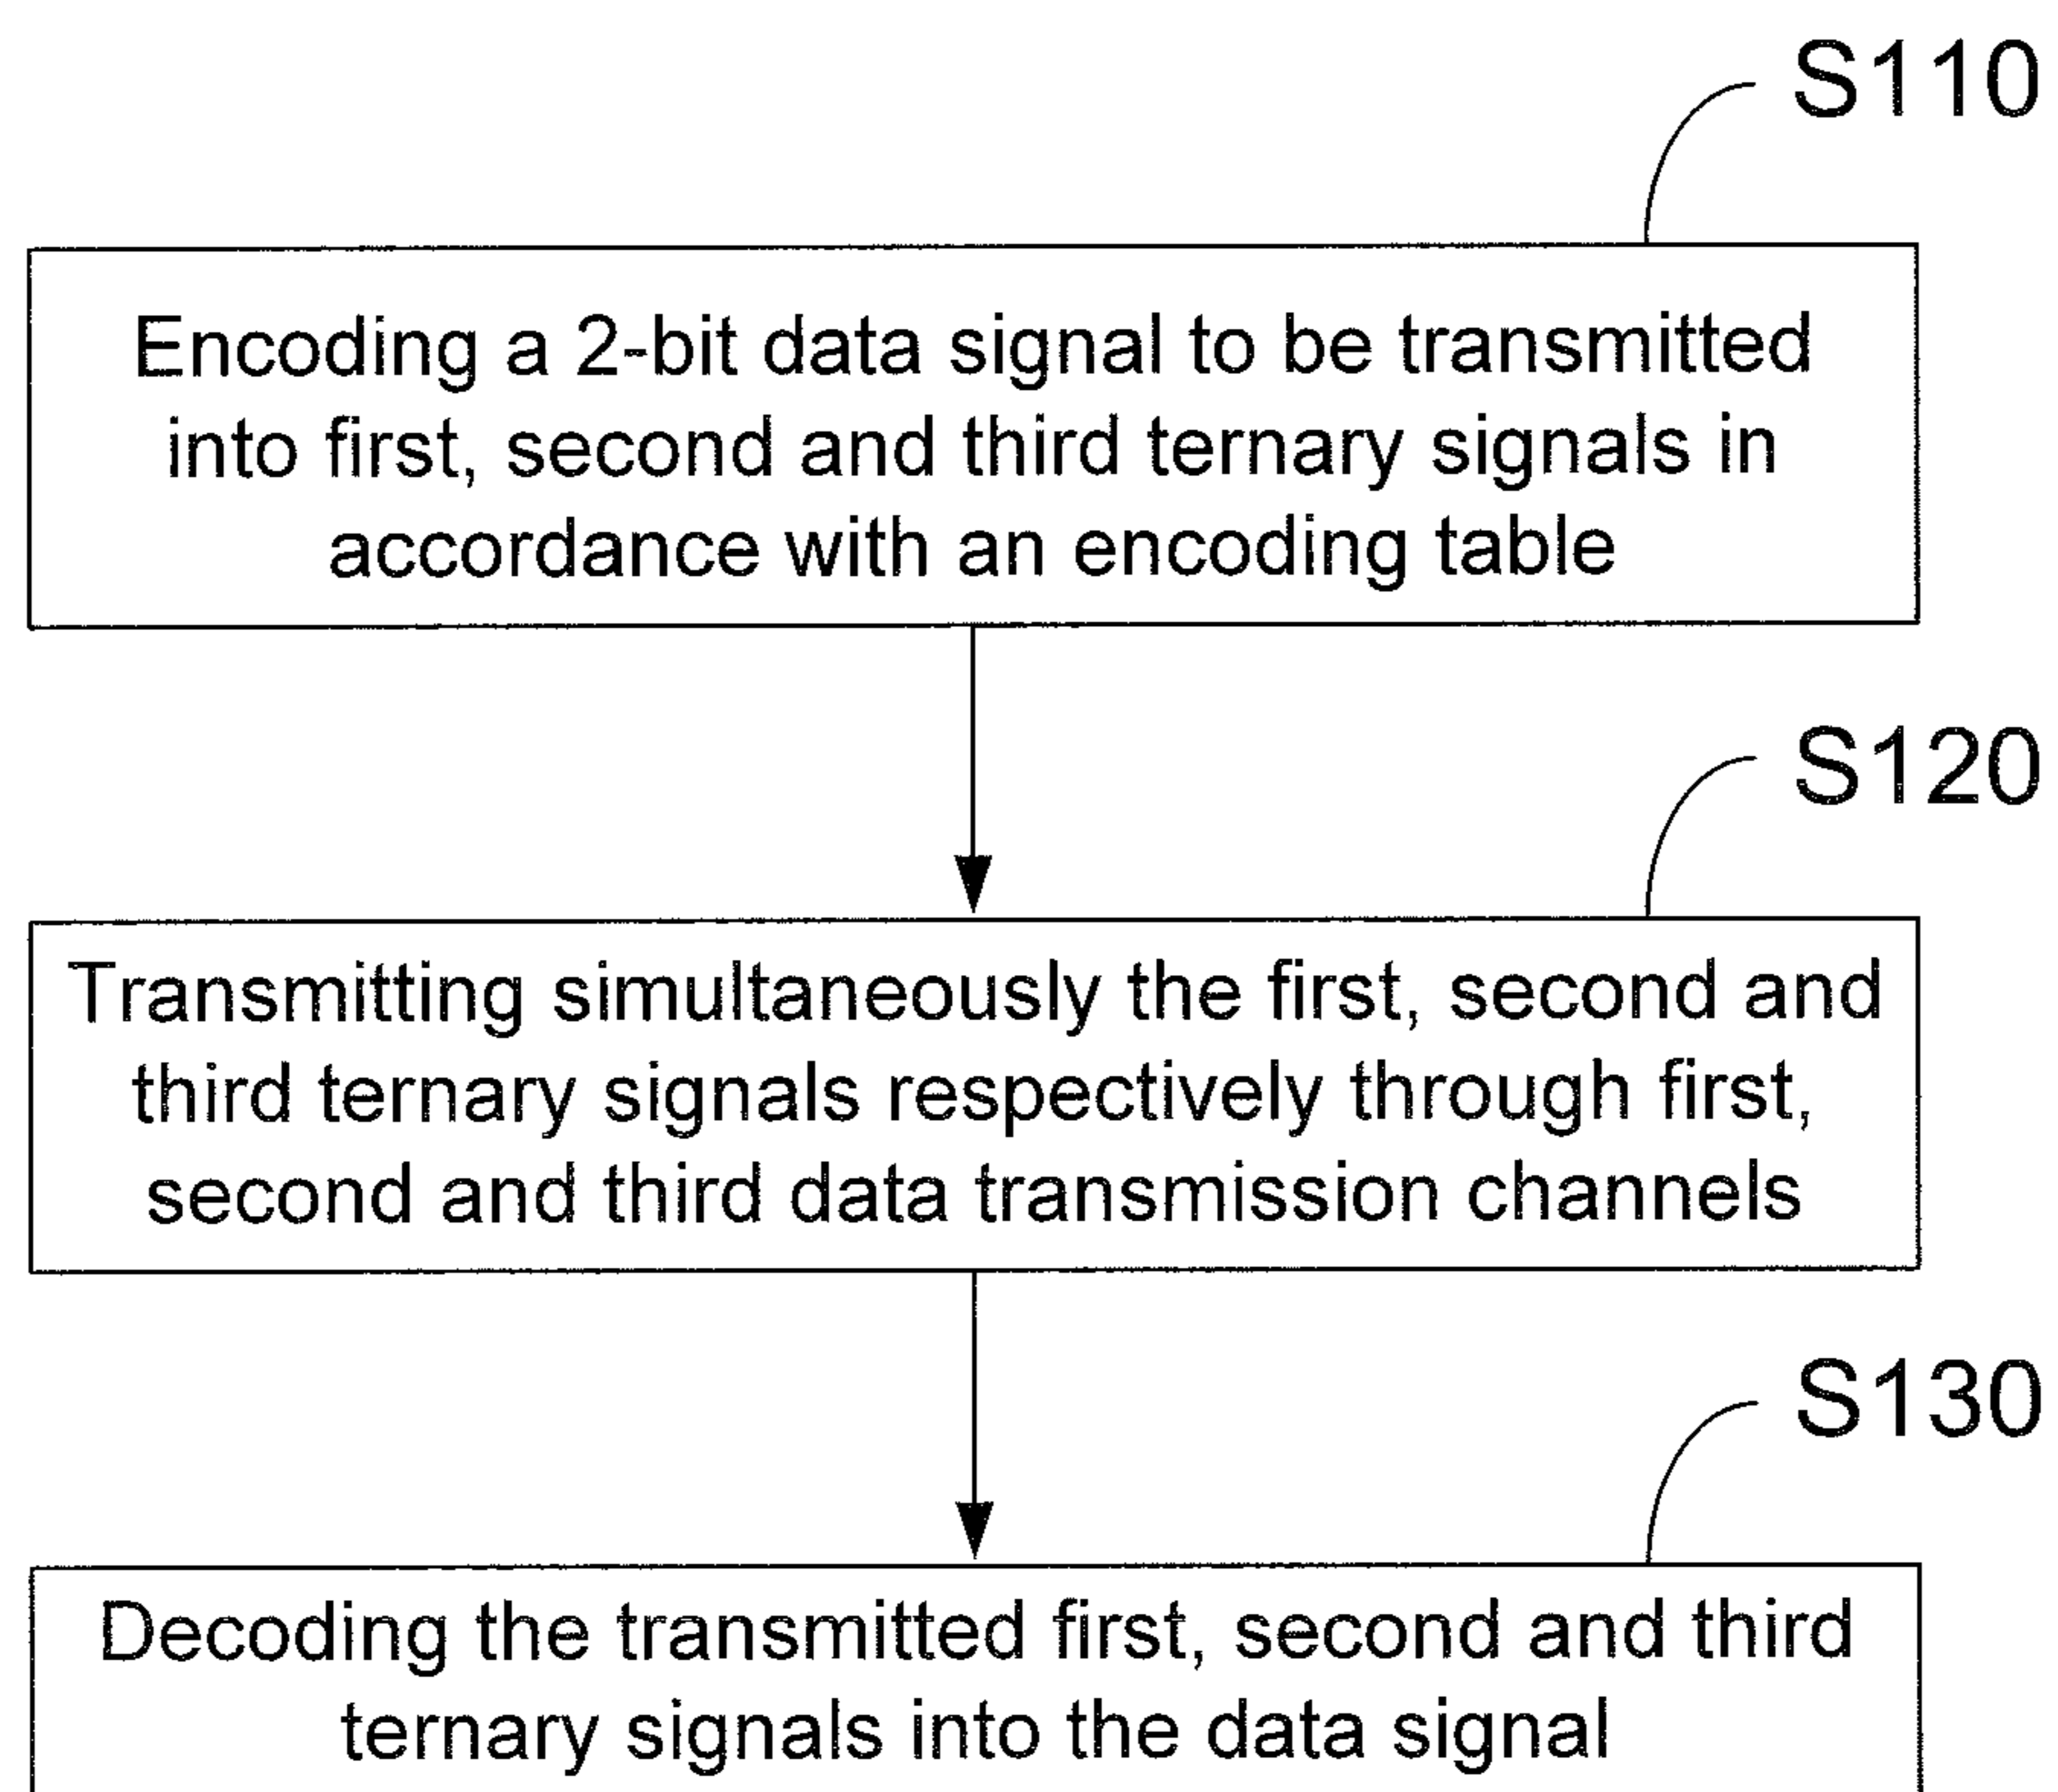 S110
Encoding a 2-bit data signal to be transmitted
into first, second and third ternary signals in
accordance with an encoding table
S120
Transmitting simultaneously the first, second and
third ternary signals respectively through first,
second and third data transmission channels
S130
Decoding the transmitted first, second and third
ternary signals into the data signal